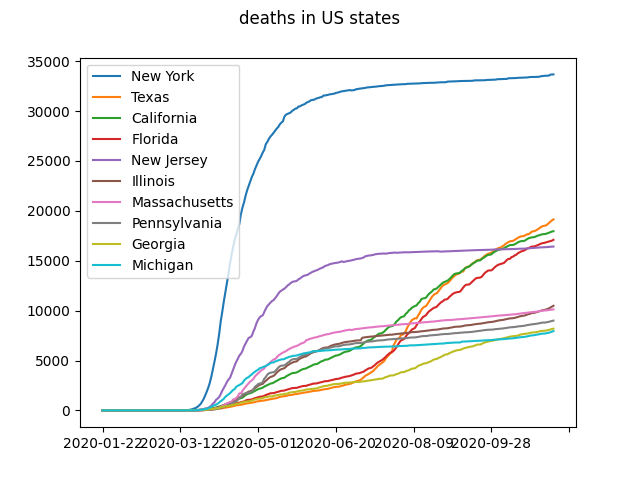 deaths in US states
35000
30000
25000
20000
15000
10000
5000
0
New York
Texas
California
Florida
New Jersey
Illinois
Massachusetts
Pennsylvania
Georgia
Michigan
2020-01-22 2020-03-12 2020-05-01 2020-06-20 2020-08-09 2020-09-28